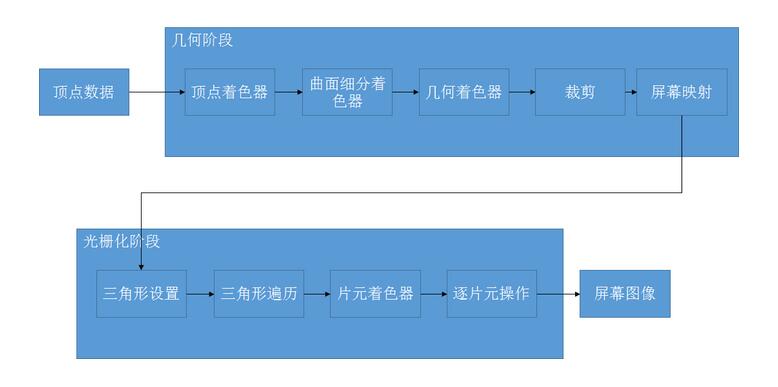 几何阶段
顶点数据
顶点着色器
曲面细分着
色器
几何着色器
裁剪
屏幕映射
光栅化阶段
三角形设置
三角形遍历
片元着色器
逐片元操作
屏幕图像